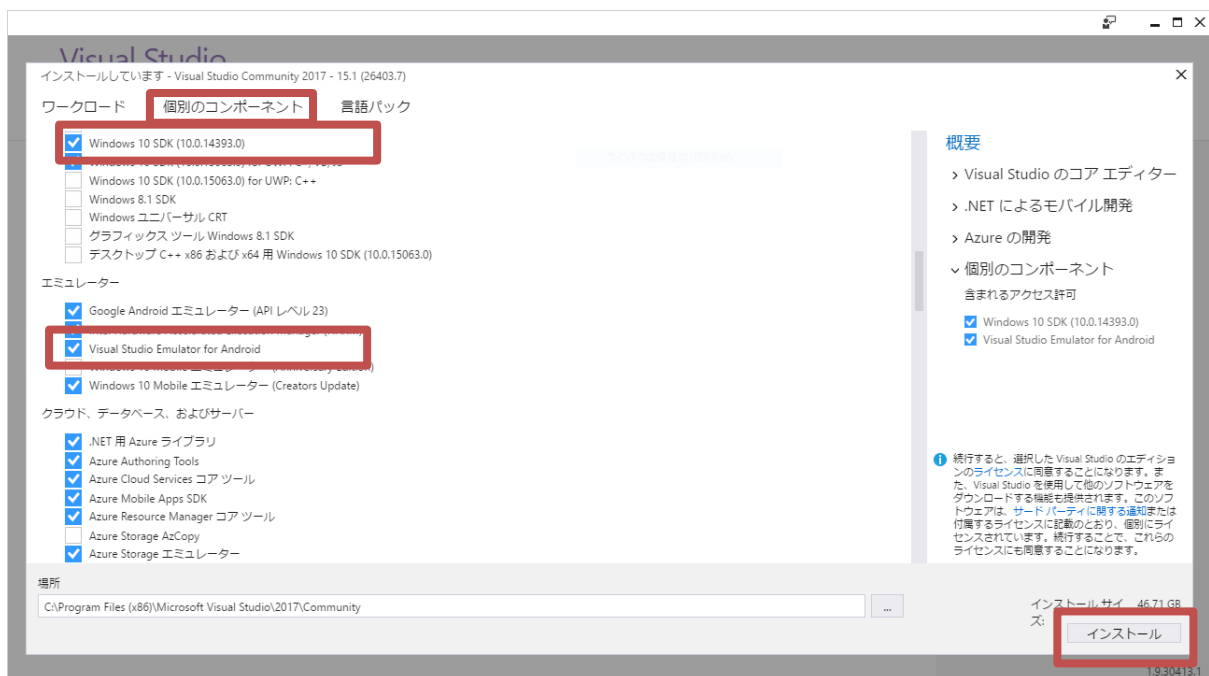 Visual Studio
インストールしています - Visual Studio Community 2017 - 15.1 (26403.7)
ワークロード 個別のコンポーネント 言語パック
Windows 10 SDK (10.0.14393.0)
Windows 10 SDK (10.0.15063.0) for UWP: C++
Windows 8.1 SDK
Windows ユニバーサル CRT
グラフィックス ツール Windows 8.1 SDK
デスクトップ C++ x86 および x64 用 Windows 10 SDK (10.0.15063.0)
エミュレーター
Google Android エミュレーター (API レベル 23)
Visual Studio Emulator for Android
Windows 10 Mobile エミュレーター (Anniversary Edition)
Windows 10 Mobile エミュレーター (Creators Update)
クラウド、データベース、およびサーバー
.NET 用 Azure ライブラリ
Azure Authoring Tools
Azure Cloud Services コア ツール
Azure Mobile Apps SDK
Azure Resource Manager コア ツール
Azure Storage AzCopy
Azure Storage エミュレーター
概要
Visual Studio のコア エディター
.NET によるモバイル開発
Azure の開発
個別のコンポーネント
含まれるアクセス許可
Windows 10 SDK (10.0.14393.0)
Visual Studio Emulator for Android
続行すると、選択した Visual Studio のエディショ
ンのライセンスに同意することになります。ま
た、Visual Studio を使用して他のソフトウェアを
ダウンロードする機能も提供されます。このソフ
トウェアは、サード パーティに関する通知または
付属するライセンスに記載のとおり、個別にライ
センスされています。続行することで、これらの
ライセンスにも同意することになります。
場所
C:\Program Files (x86)\Microsoft Visual Studio\2017\Community
...
インストール サイ 46.71 GB
ズ:
インストール
1.9.30413.1